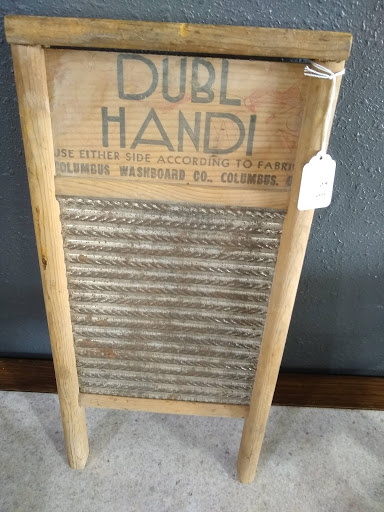 DUBL
HANDI
USE EITHER SIDE ACCORDING TO FABRI
COLUMBUS WASHBOARD CO., COLUMBUS, O